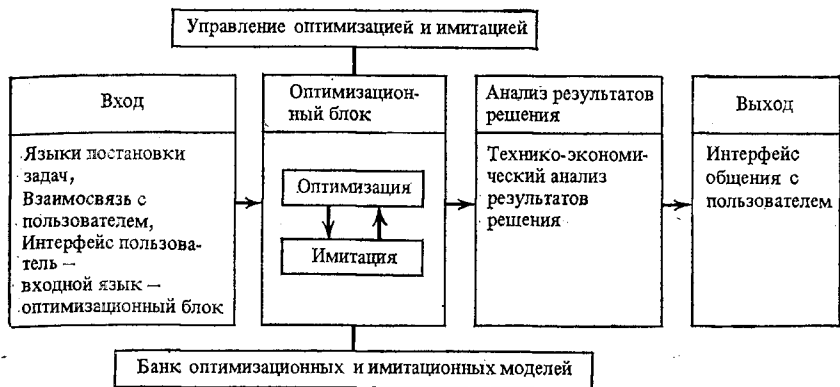 Управление оптимизацией и имитацией
Вход
Языки постановки
задач,
Взаимосвязь с
пользователем,
Интерфейс пользова-
тель —
входной язык —
оптимизационный блок
Оптимизацион-
ный блок
Оптимизация
Имитация
Анализ результатов
решения
Технико-экономи-
ческий анализ
результатов
решения
Выход
Интерфейс
общения с
пользователем
Банк оптимизационных и имитационных моделей